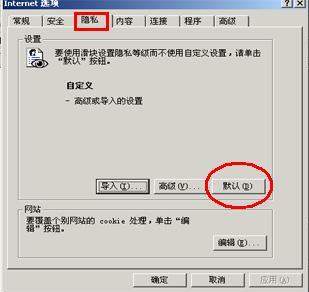 Internet 选项
常规 安全 隐私 内容 连接 程序 高级
设置
要使用滑块设置隐私等级而不使用自定义设置，请单击
“默认”按钮。
自定义
- 高级或导入的设置
导入(I)... 高级(V)... 默认(D)
网站
要覆盖个别网站的 cookie 处理，单击“编
辑”按钮。
编辑(E)...
确定 取消 应用(A)